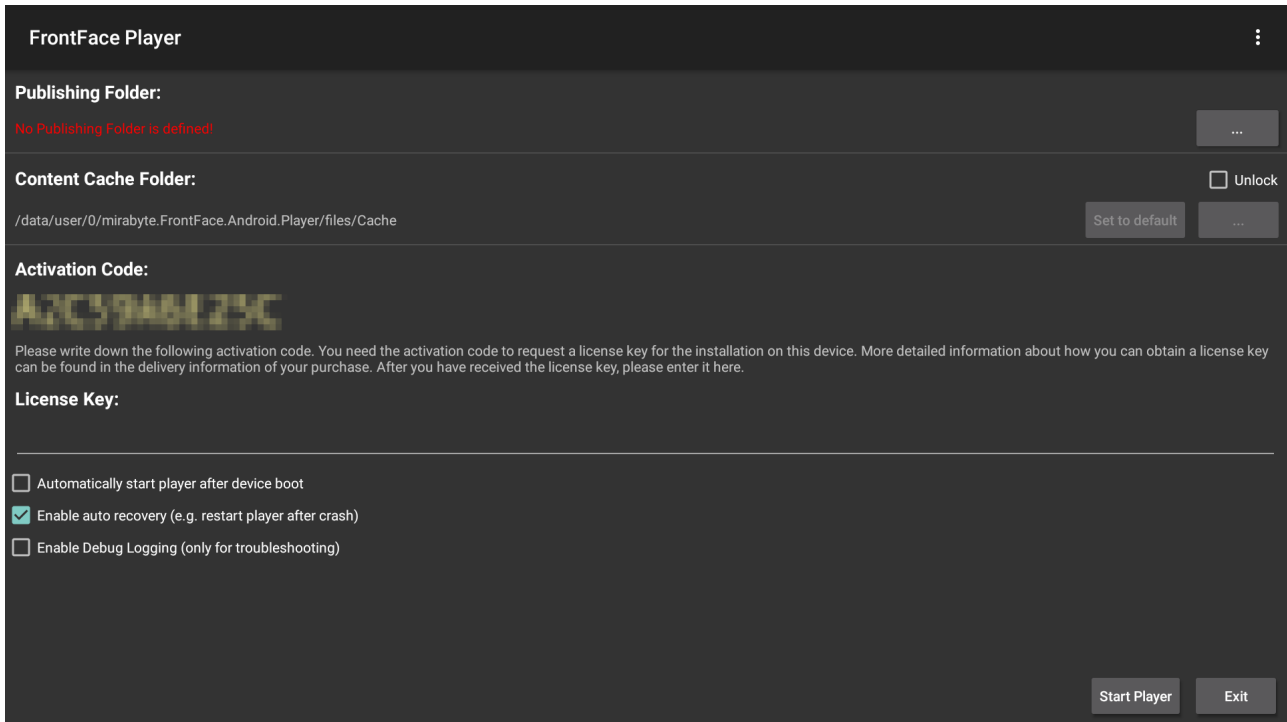 FrontFace Player
Publishing Folder:
No Publishing Folder is defined!
...
Content Cache Folder:
Unlock
/data/user/0/mirabyte.FrontFace.Android.Player/files/Cache
Set to default
...
Activation Code:
Please write down the following activation code. You need the activation code to request a license key for the installation on this device. More detailed information about how you can obtain a license key
can be found in the delivery information of your purchase. After you have received the license key, please enter it here.
License Key:
Automatically start player after device boot
Enable auto recovery (e.g. restart player after crash)
Enable Debug Logging (only for troubleshooting)
Start Player
Exit